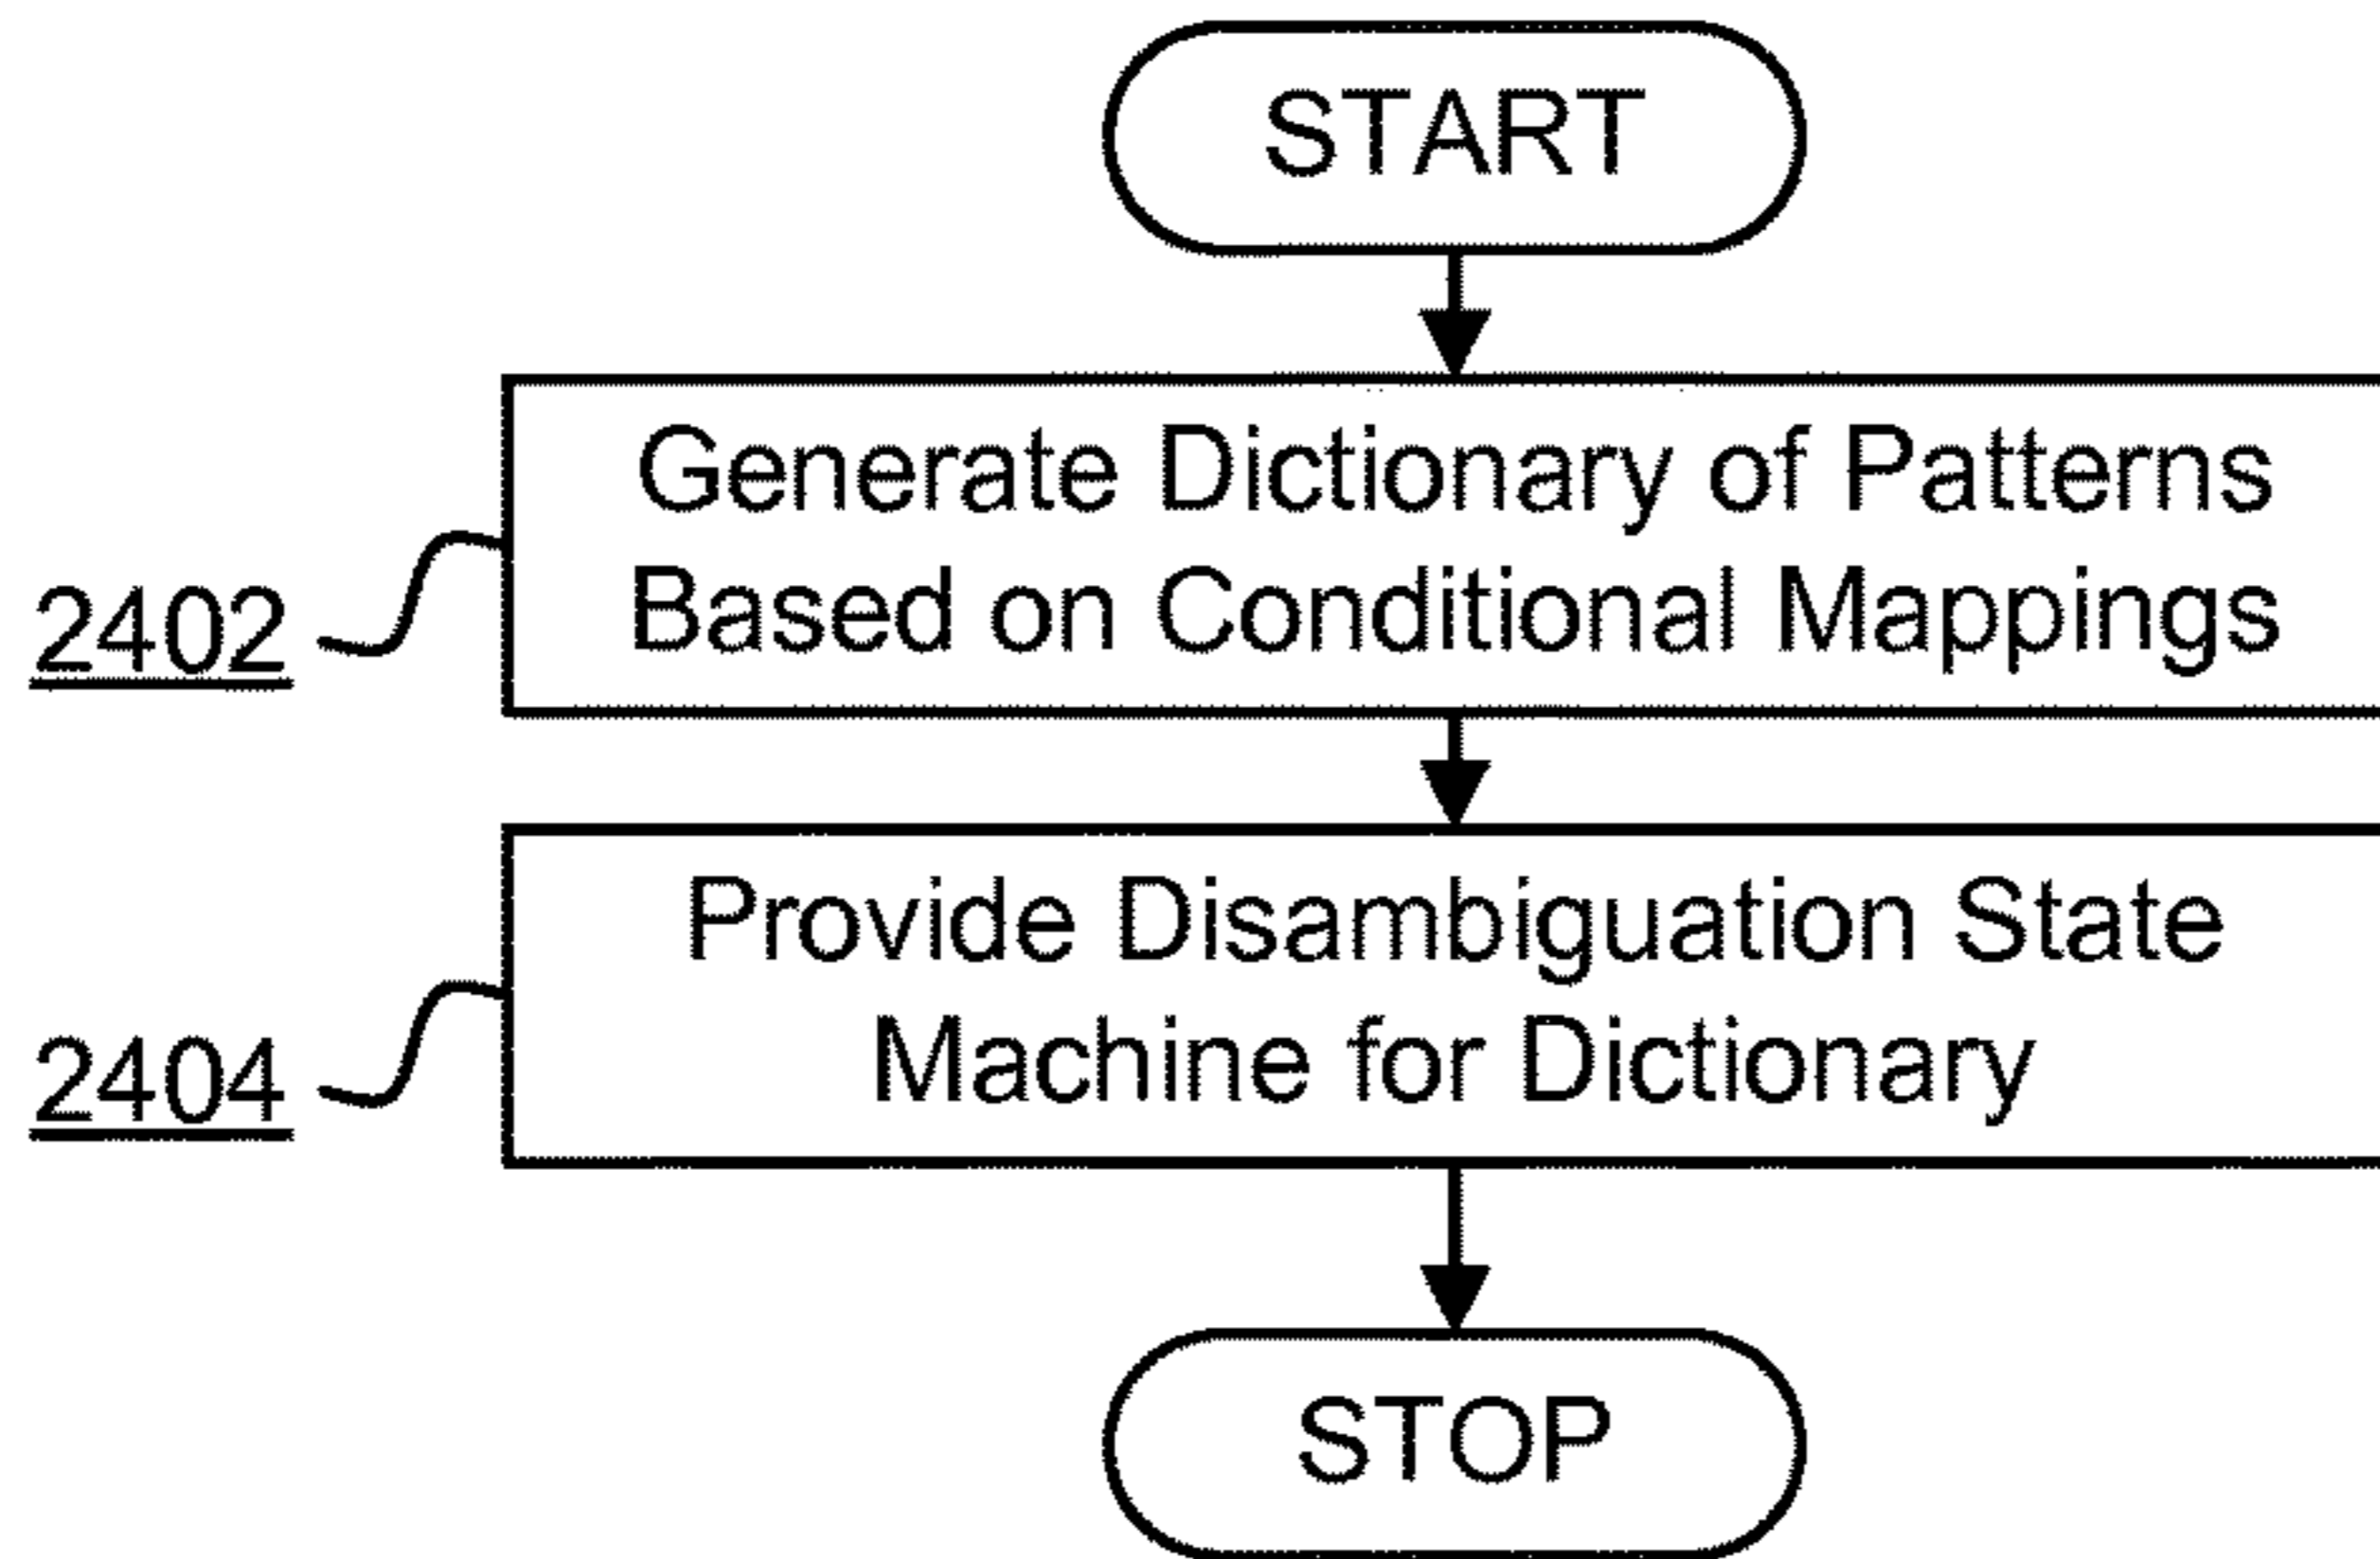 START
Generate Dictionary of Patterns
Based on Conditional Mappings
2402
Provide Disambiguation State
Machine for Dictionary
2404
STOP